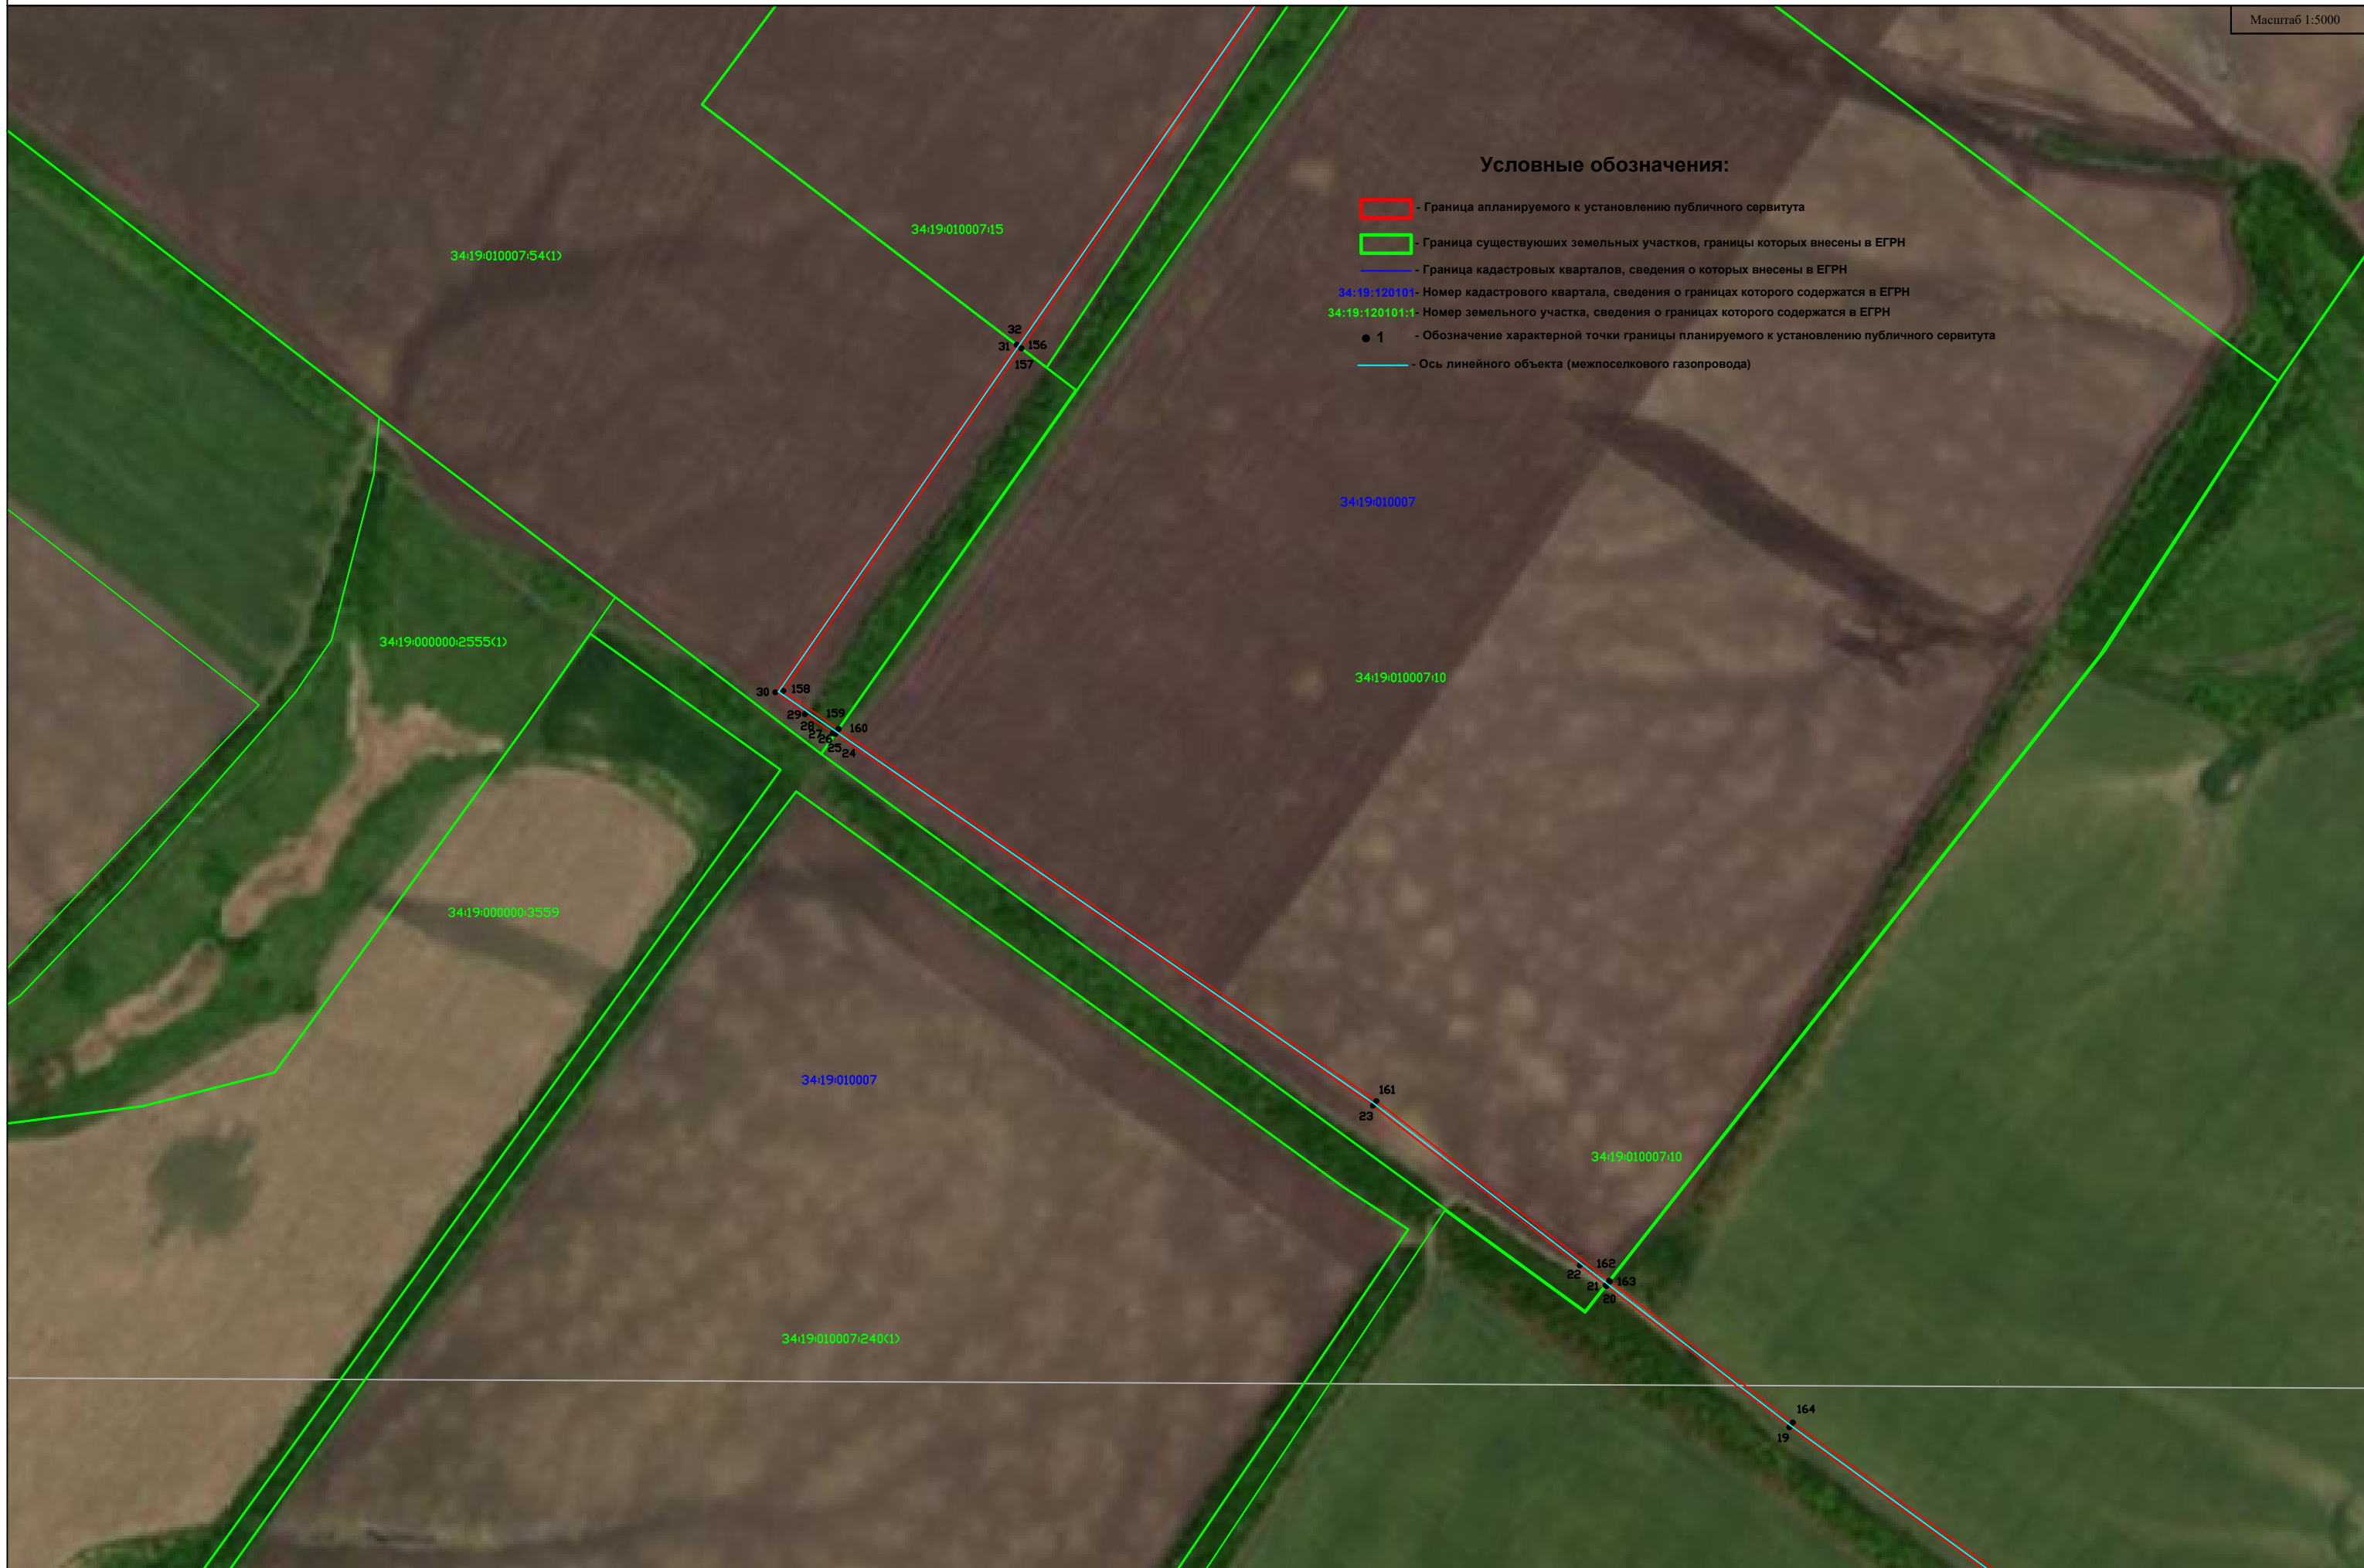 Масштаб 1:5000
Условные обозначения:
- Граница апланируемого к установлению публичного сервитута
- Граница существуюших земельных участков, границы которых внесены в ЕГРН
- Граница кадастровых кварталов, сведения о которых внесены в ЕГРН
34:19:120101- Номер кадастрового квартала, сведения о границах которого содержатся в ЕГРН
34:19:120101:1- Номер земельного участка, сведения о границах которого содержатся в ЕГРН
1 - Обозначение характерной точки границы планируемого к установлению публичного сервитута
- Ось линейного объекта (межпоселкового газопровода)
34:19:010007:15
34:19:010007:54(1)
32
31 156
157
34:19:010007
34:19:000000:2555(1)
34:19:010007:10
30 158
29 159
28 160
27
26
25 24
34:19:000000:3559
34:19:010007
161
23
34:19:010007:10
162
22 163
21 20
34:19:010007:240(1)
164
19